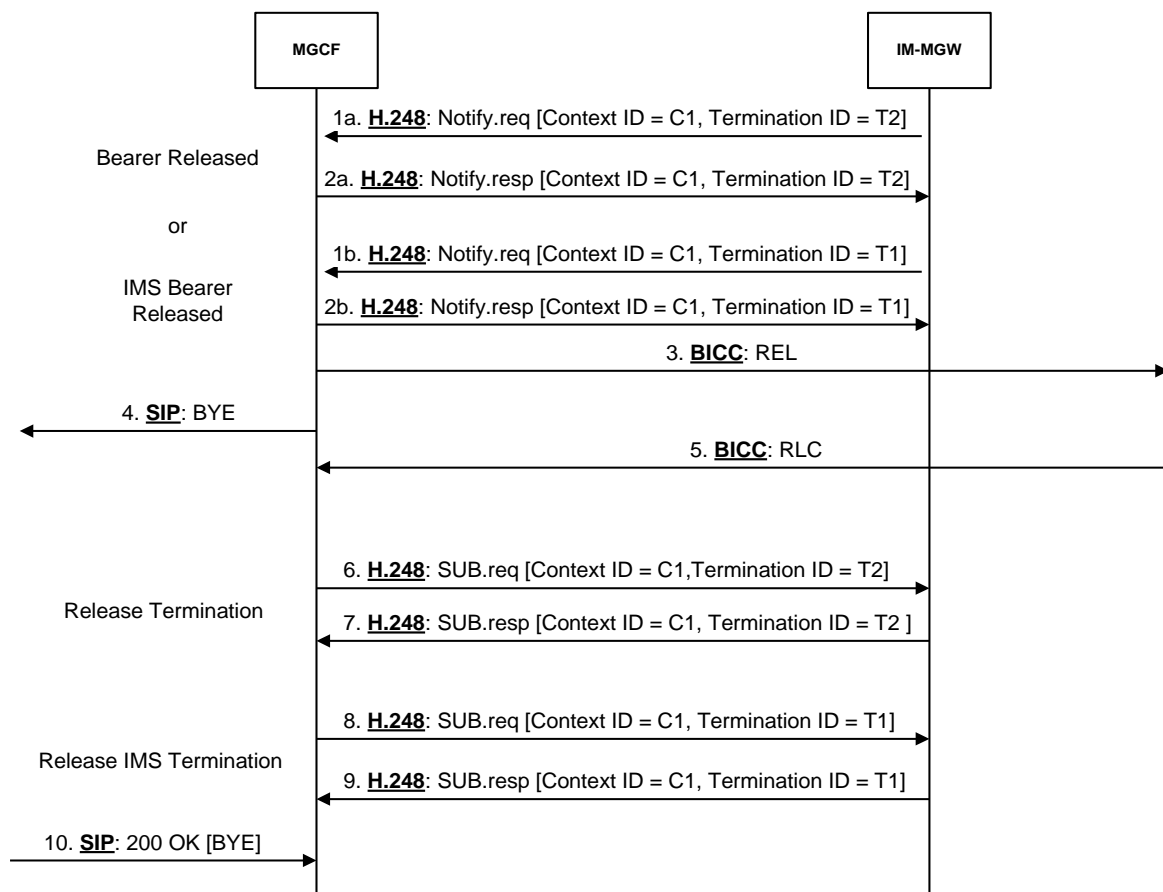 MGCF
IM-MGW
1a. H.248: Notify.req [Context ID = C1, Termination ID = T2]
Bearer Released
2a. H.248: Notify.resp [Context ID = C1, Termination ID = T2]
or
1b. H.248: Notify.req [Context ID = C1, Termination ID = T1]
IMS Bearer
Released
2b. H.248: Notify.resp [Context ID = C1, Termination ID = T1]
3. BICC: REL
4. SIP: BYE
5. BICC: RLC
6. H.248: SUB.req [Context ID = C1,Termination ID = T2]
Release Termination
7. H.248: SUB.resp [Context ID = C1, Termination ID = T2 ]
8. H.248: SUB.req [Context ID = C1, Termination ID = T1]
Release IMS Termination
9. H.248: SUB.resp [Context ID = C1, Termination ID = T1]
10. SIP: 200 OK [BYE]